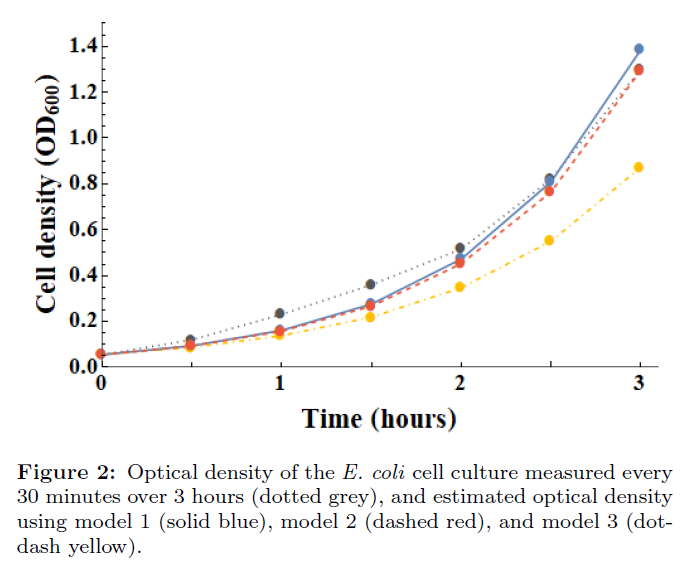 1.4
1.2
1.0
0.8
0.6
0.4
0.2
0.0
Cell density (OD600)
0 1 2 3
Time (hours)
Figure 2: Optical density of the E. coli cell culture measured every
30 minutes over 3 hours (dotted grey), and estimated optical density
using model 1 (solid blue), model 2 (dashed red), and model 3 (dot-
dash yellow).